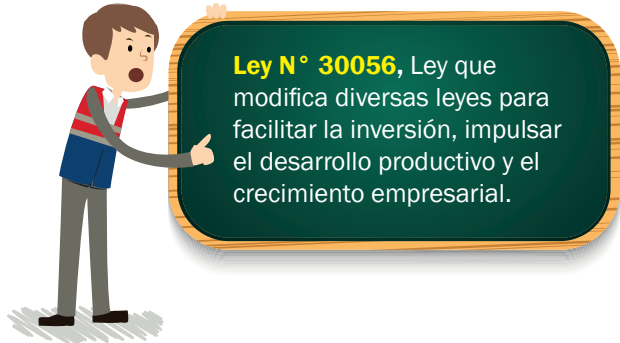 Ley N° 30056, Ley que
modifica diversas leyes para
facilitar la inversión, impulsar
el desarrollo productivo y el
crecimiento empresarial.